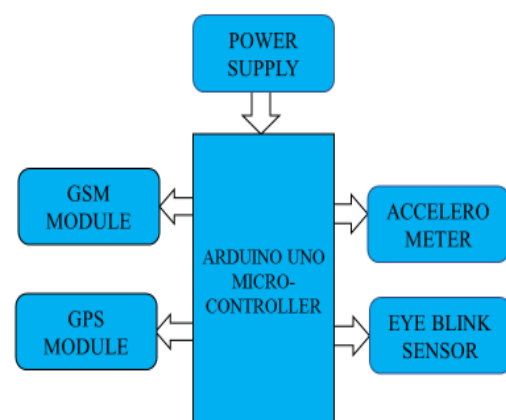 POWER
SUPPLY
GSM
MODULE
ARDUINO UNO
MICRO-
CONTROLLER
ACCELERO
METER
GPS
MODULE
EYE BLINK
SENSOR